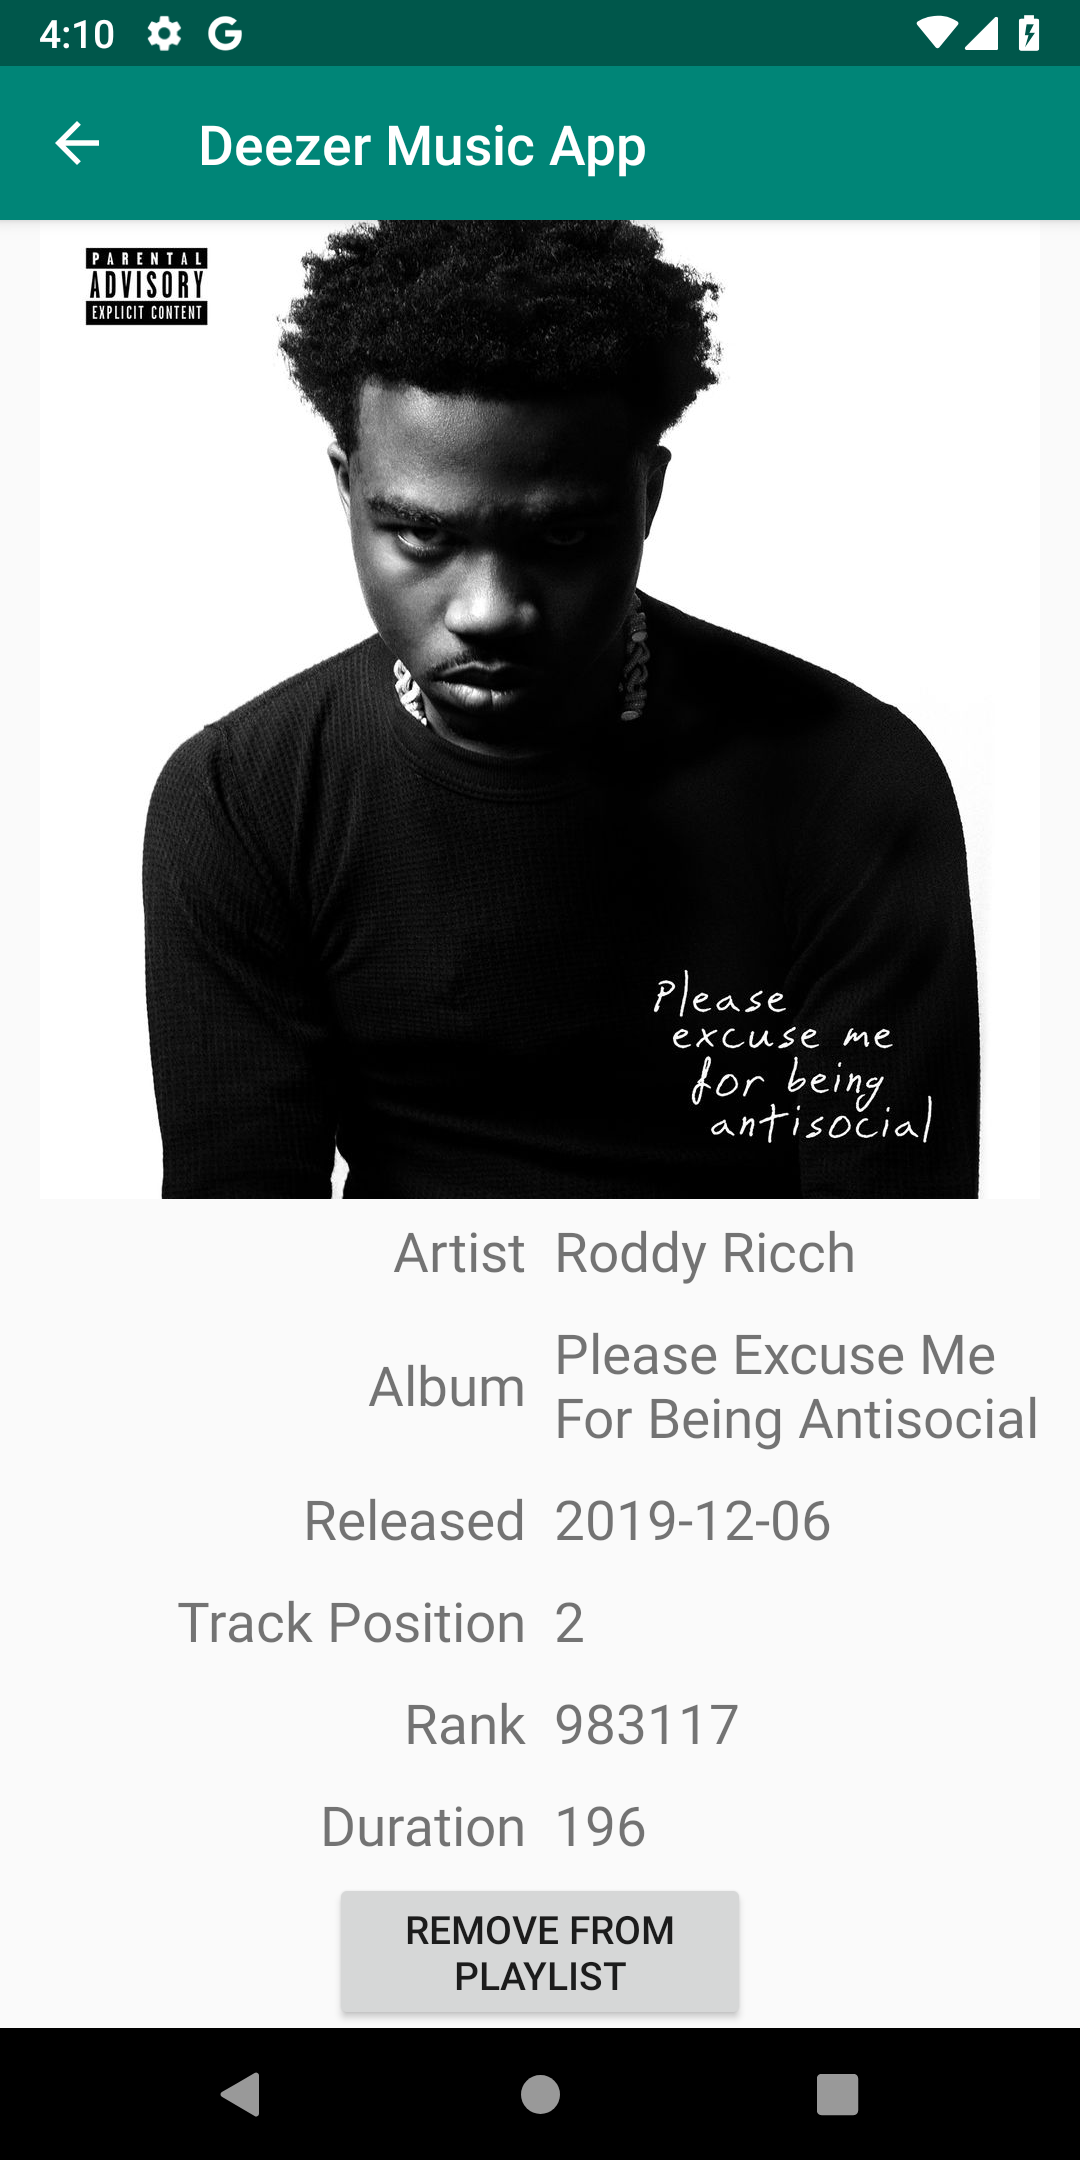 4:10
Deezer Music App
PARENTAL
ADVISORY
EXPLICIT CONTENT
Please
excuse me
for being
antisocial
Artist Roddy Ricch
Album Please Excuse Me
For Being Antisocial
Released 2019-12-06
Track Position 2
Rank 983117
Duration 196
REMOVE FROM
PLAYLIST